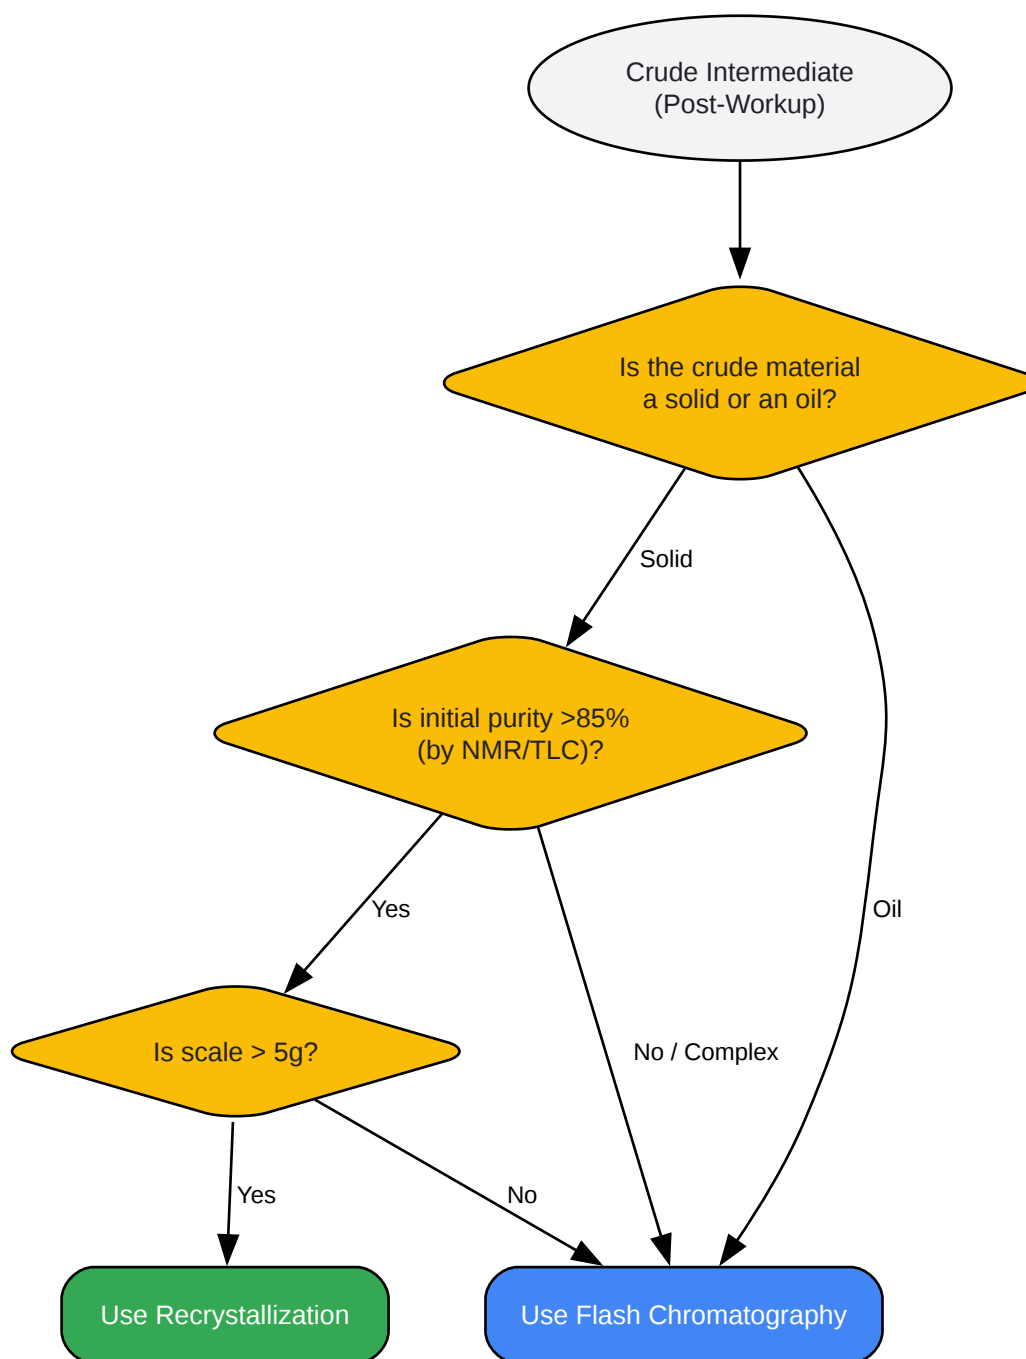 Crude Intermediate
(Post-Workup)
Is the crude material
a solid or an oil?
Solid
Is initial purity >85%
(by NMR/TLC)?
Yes
Oil
Is scale > 5g?
No / Complex
Yes
No
Use Recrystallization
Use Flash Chromatography